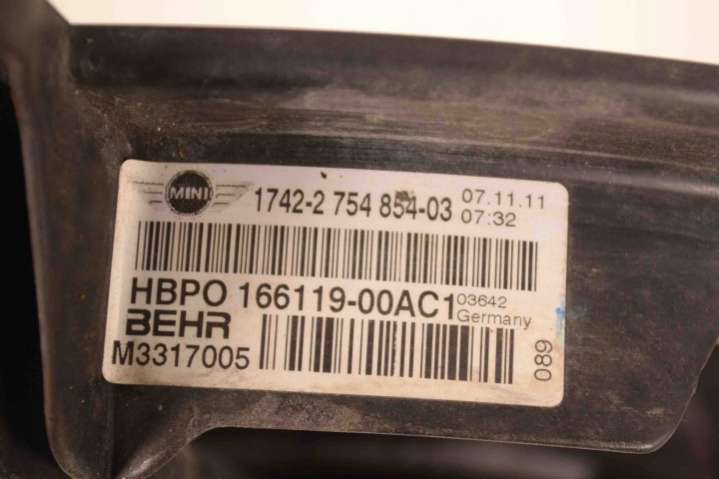 MINI 1742-2 754 854-03 07.11.11
07:32
HBPO 166119-00AC1 03642
Germany
BEHR
M3317005
089